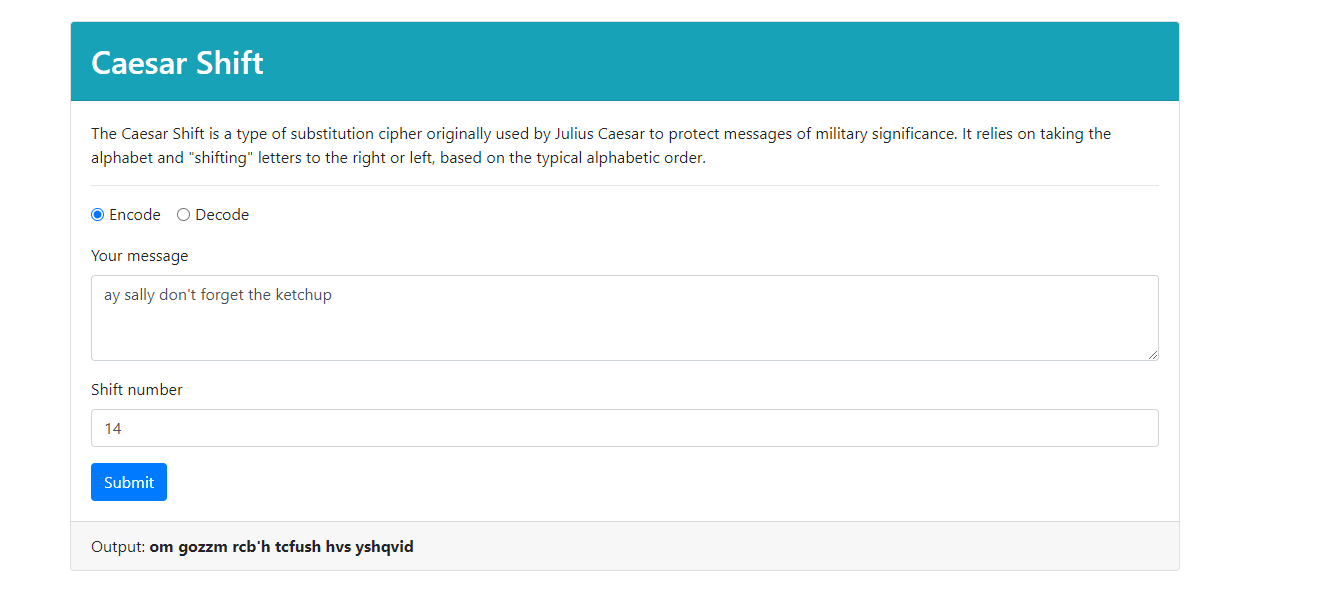 Caesar Shift
The Caesar Shift is a type of substitution cipher originally used by Julius Caesar to protect messages of military significance. It relies on taking the
alphabet and "shifting" letters to the right or left, based on the typical alphabetic order.
Encode Decode
Your message
ay sally don't forget the ketchup
Shift number
14
Submit
Output: om gozzm rcb'h tcfush hvs yshqvid